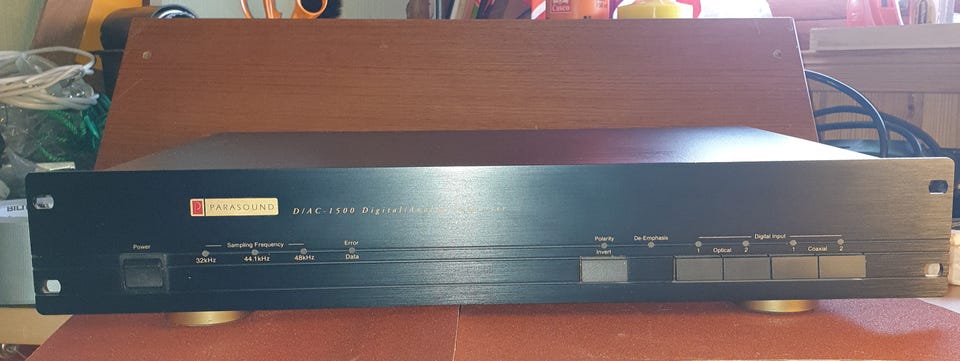 PARASOUND
D/AC-1500 Digital/
Power
Sampling Frequency
32kHz 44.1kHz 48kHz
Error
Data
Polarity
Invert
De-Emphasis
Digital Input
1 Optical 2 1 Coaxial 2